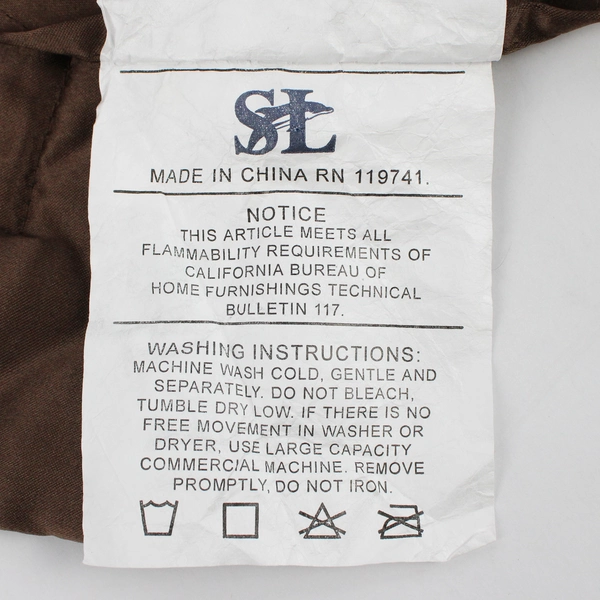 SL
MADE IN CHINA RN 119741.
NOTICE
THIS ARTICLE MEETS ALL
FLAMMABILITY REQUIREMENTS OF
CALIFORNIA BUREAU OF
HOME FURNISHINGS TECHNICAL
BULLETIN 117.
WASHING INSTRUCTIONS:
MACHINE WASH COLD, GENTLE AND
SEPARATELY. DO NOT BLEACH,
TUMBLE DRY LOW. IF THERE IS NO
FREE MOVEMENT IN WASHER OR
DRYER, USE LARGE CAPACITY
COMMERCIAL MACHINE. REMOVE
PROMPTLY, DO NOT IRON.